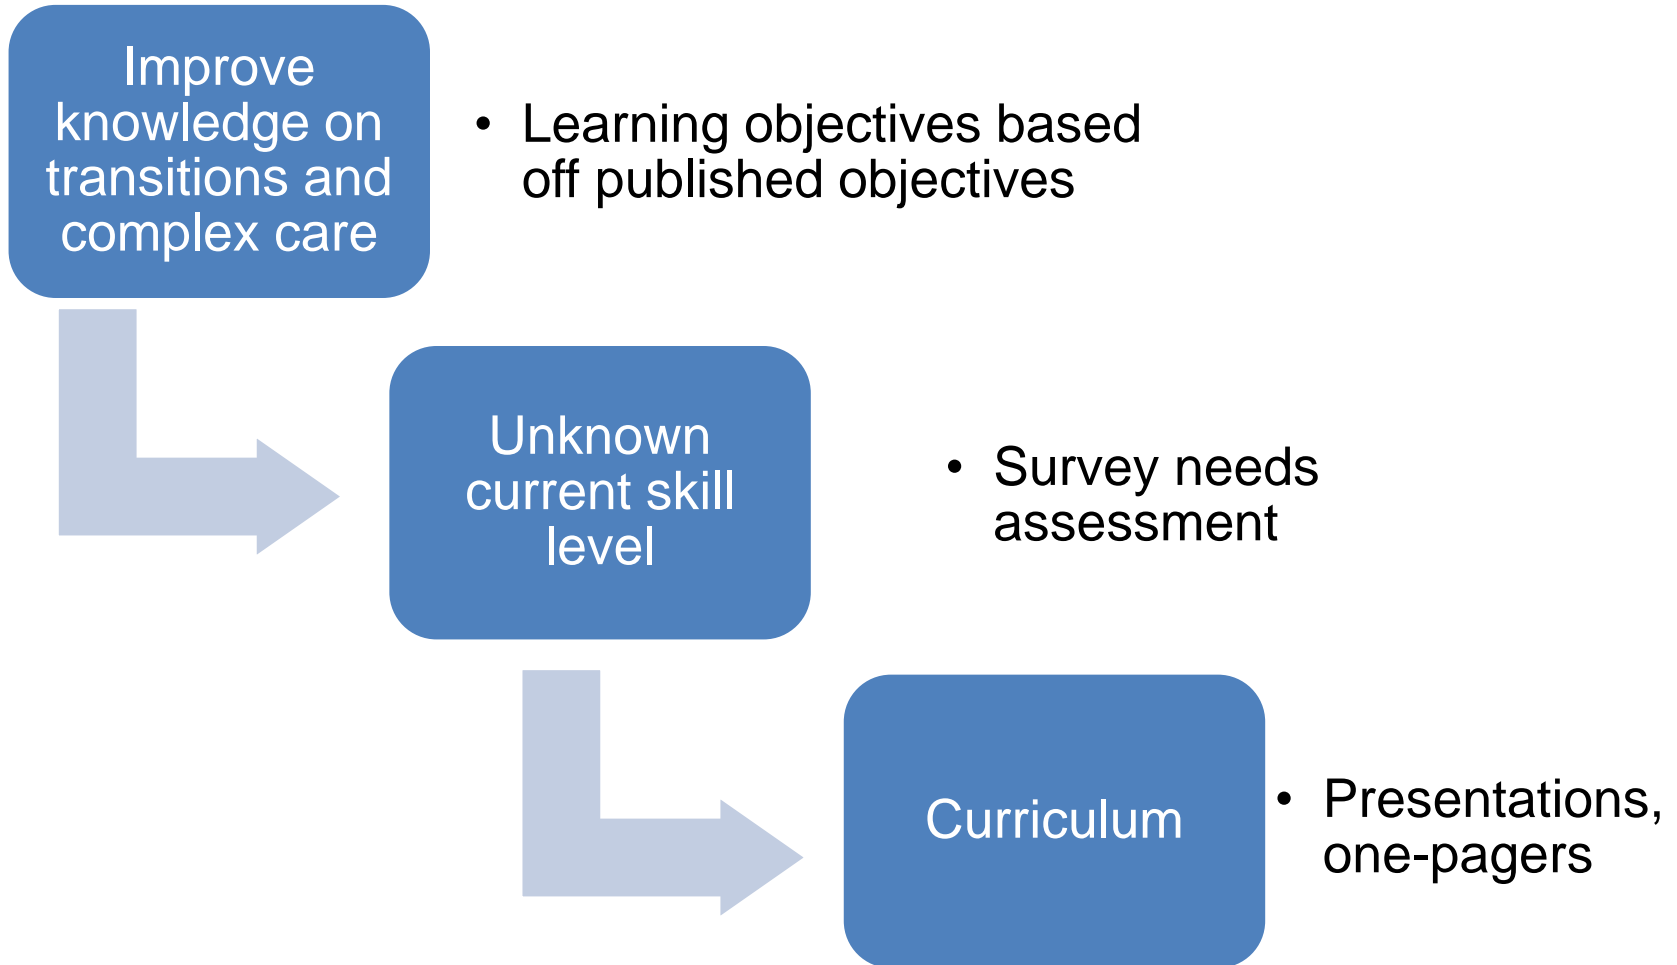 Improve
knowledge on
transitions and
complex care
• Learning objectives based
off published objectives
Unknown
current skill
level
• Survey needs
assessment
Curriculum
• Presentations,
one-pagers